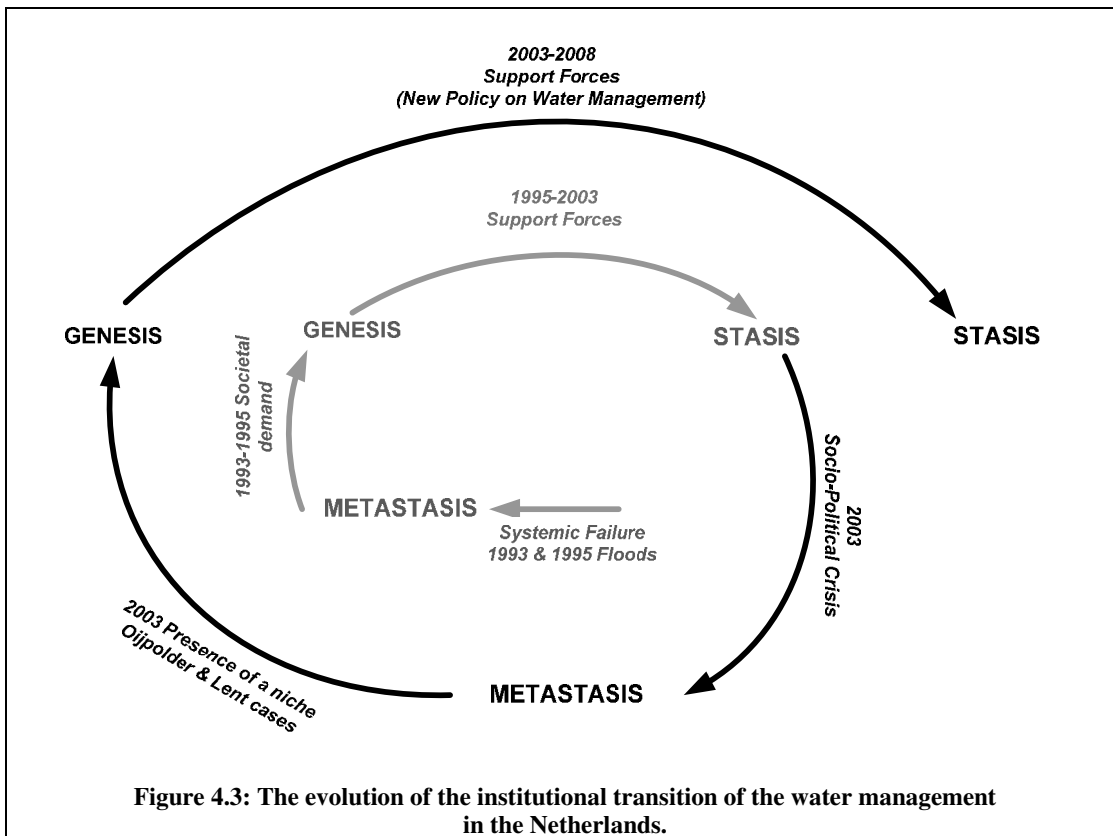 2003-2008
Support Forces
(New Policy on Water Management)
1995-2003
Support Forces
GENESIS
GENESIS
STASIS
STASIS
1993-1995 Societal
demand
METASTASIS
Systemic Failure
1993 & 1995 Floods
2003
Socio-Political Crisis
2003 Presence of a niche
Oijpolder & Lent cases
METASTASIS
Figure 4.3: The evolution of the institutional transition of the water management
in the Netherlands.